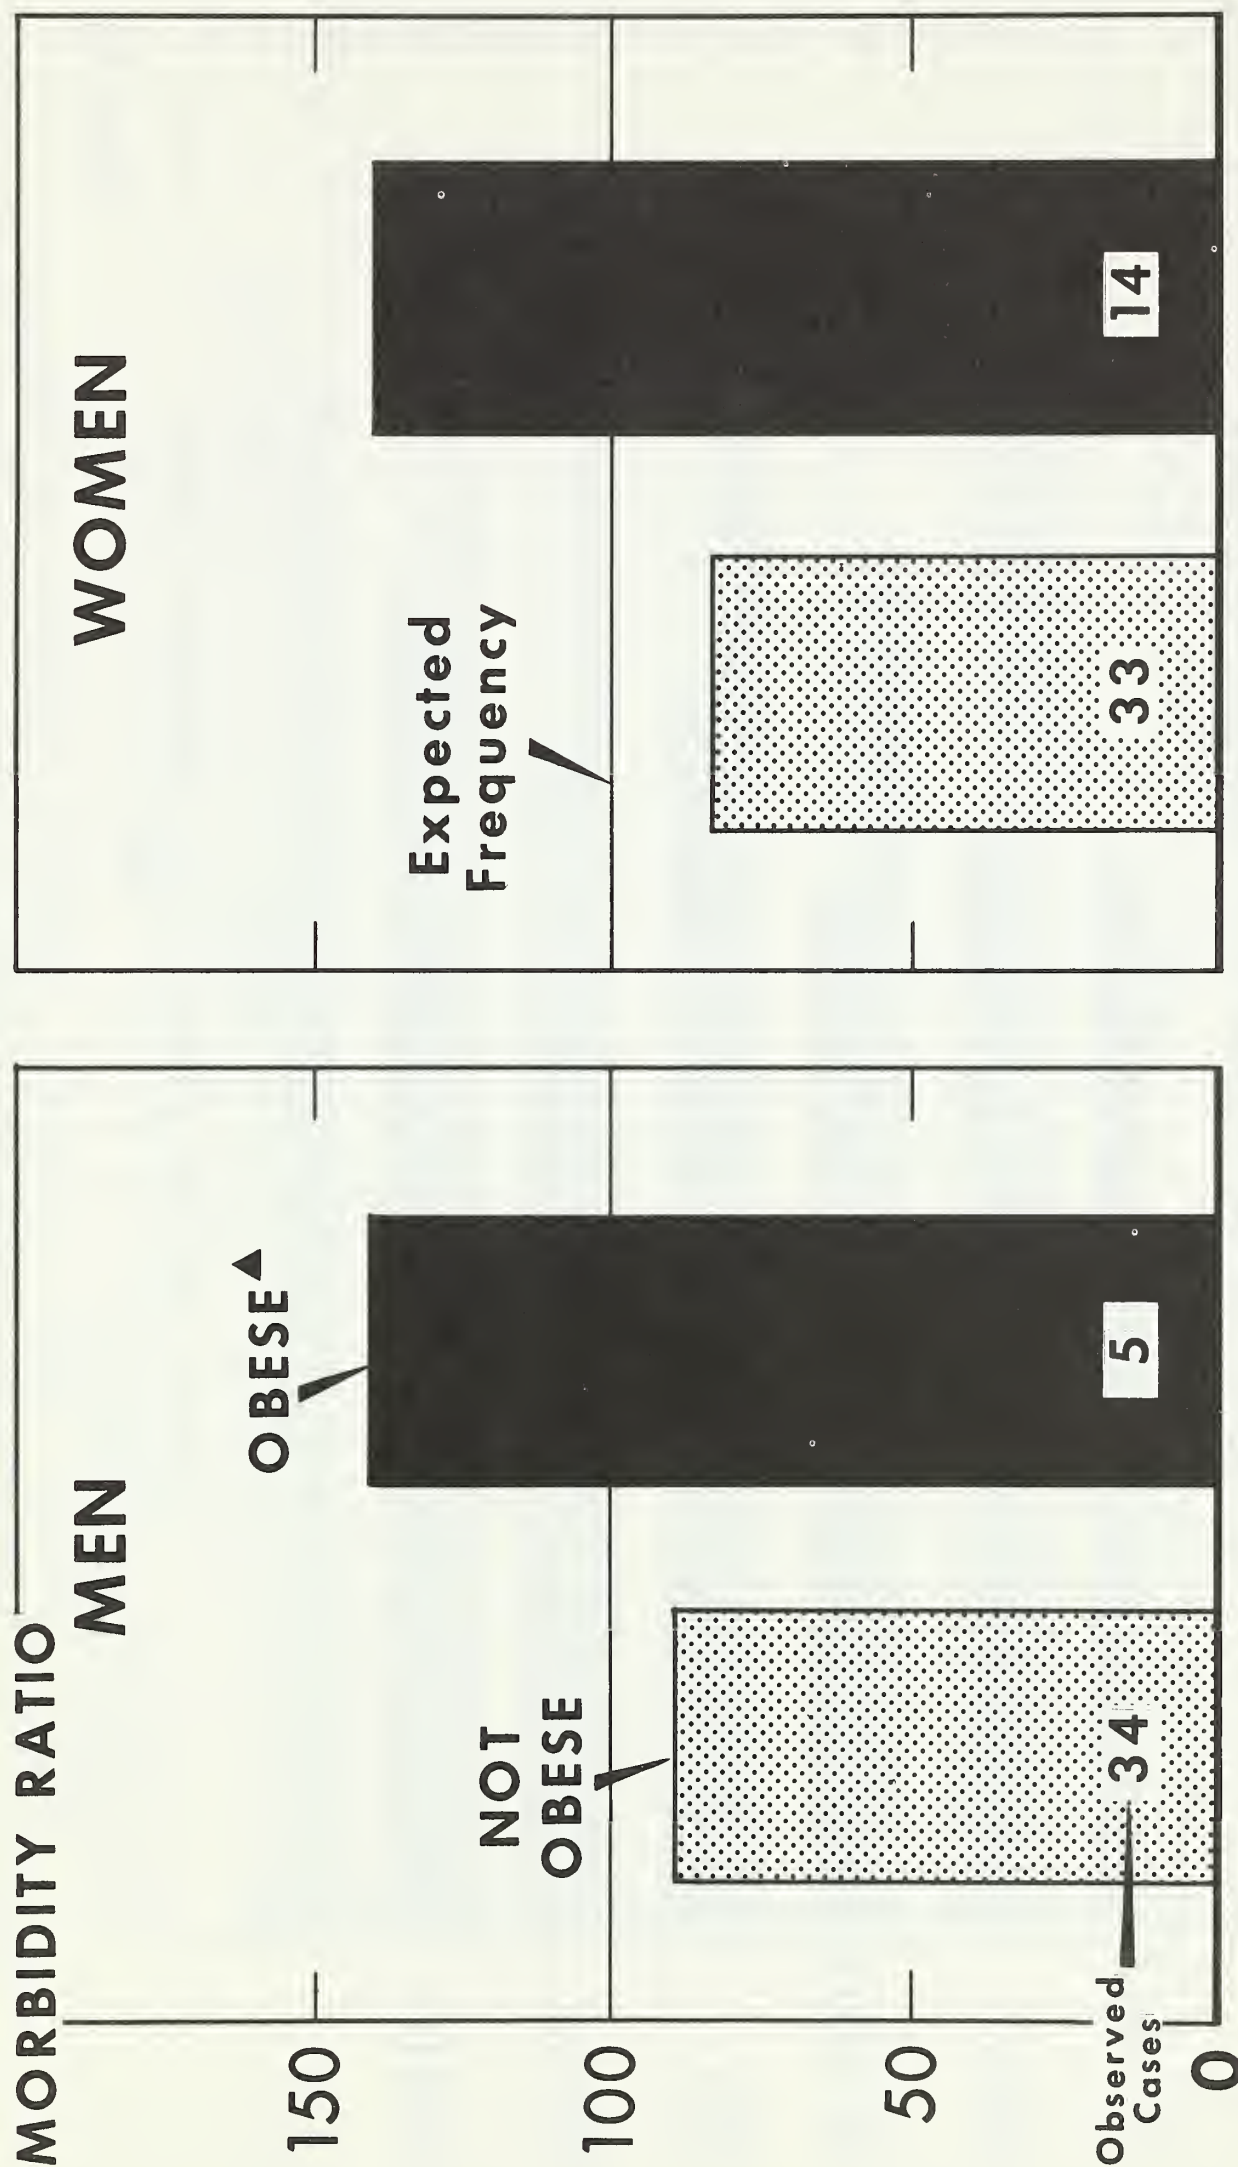 MORBIDITY RATIO
MEN
WOMEN
150
100
50
0
OBESE▲
NOT
OBESE
Expected
Frequency
Observed
Cases
34
5
33
14